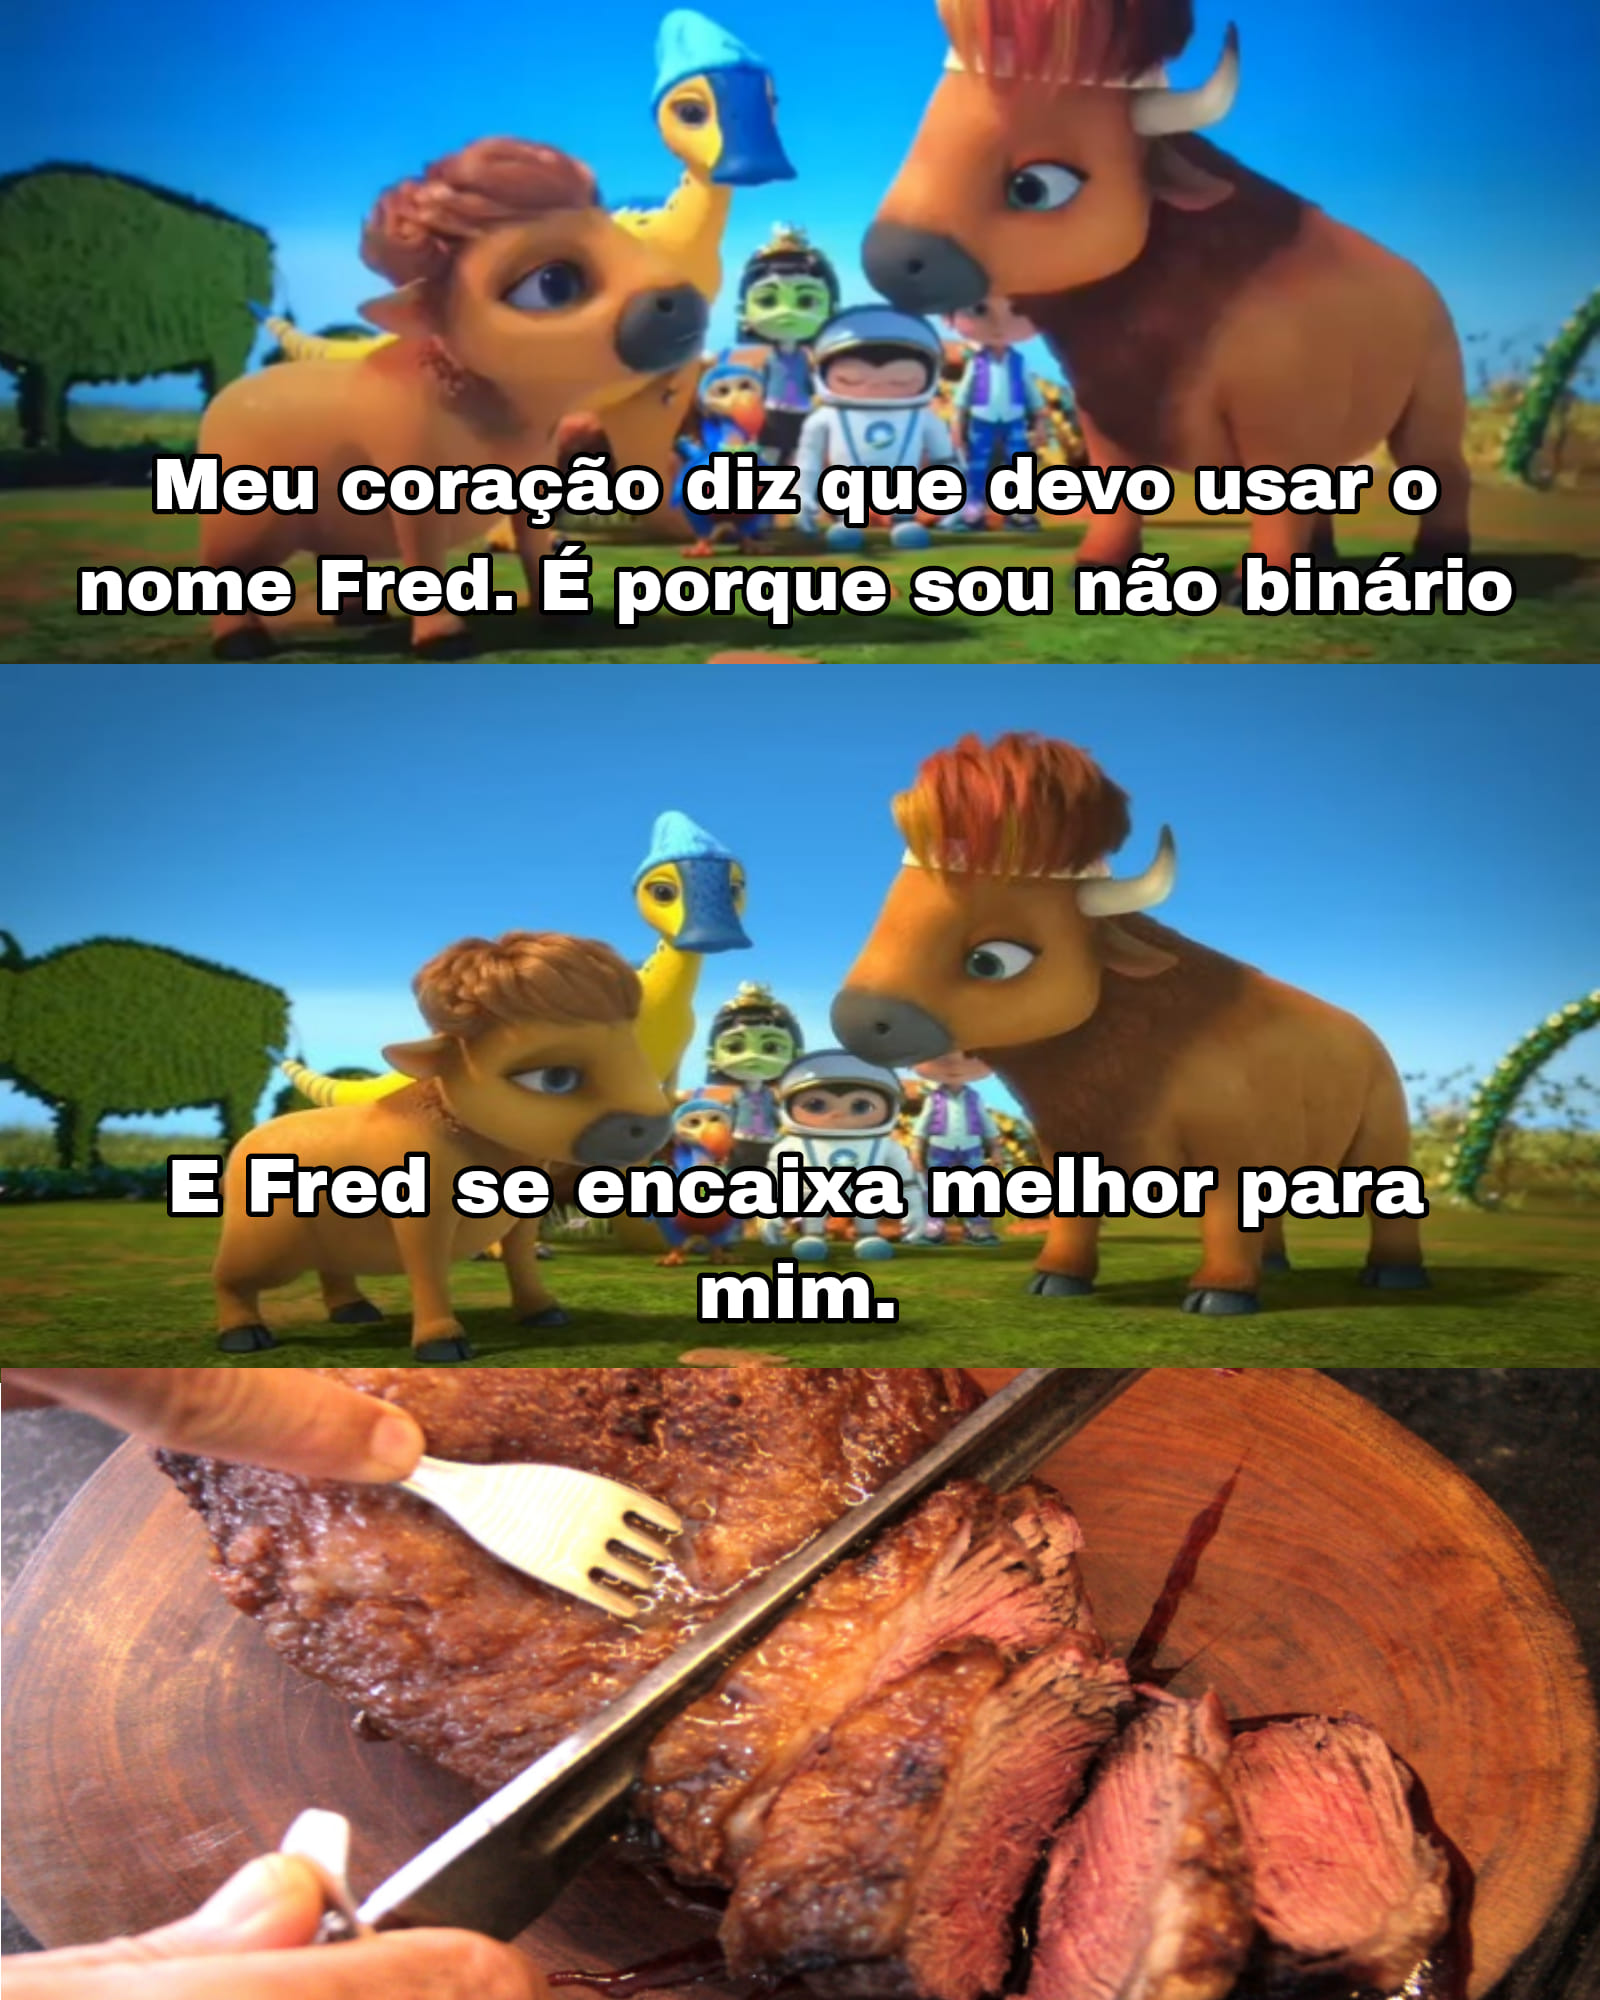 Meu coração diz que devo usar o
nome Fred. É porque sou não binário
E Fred se encaixa melhor para
mim.